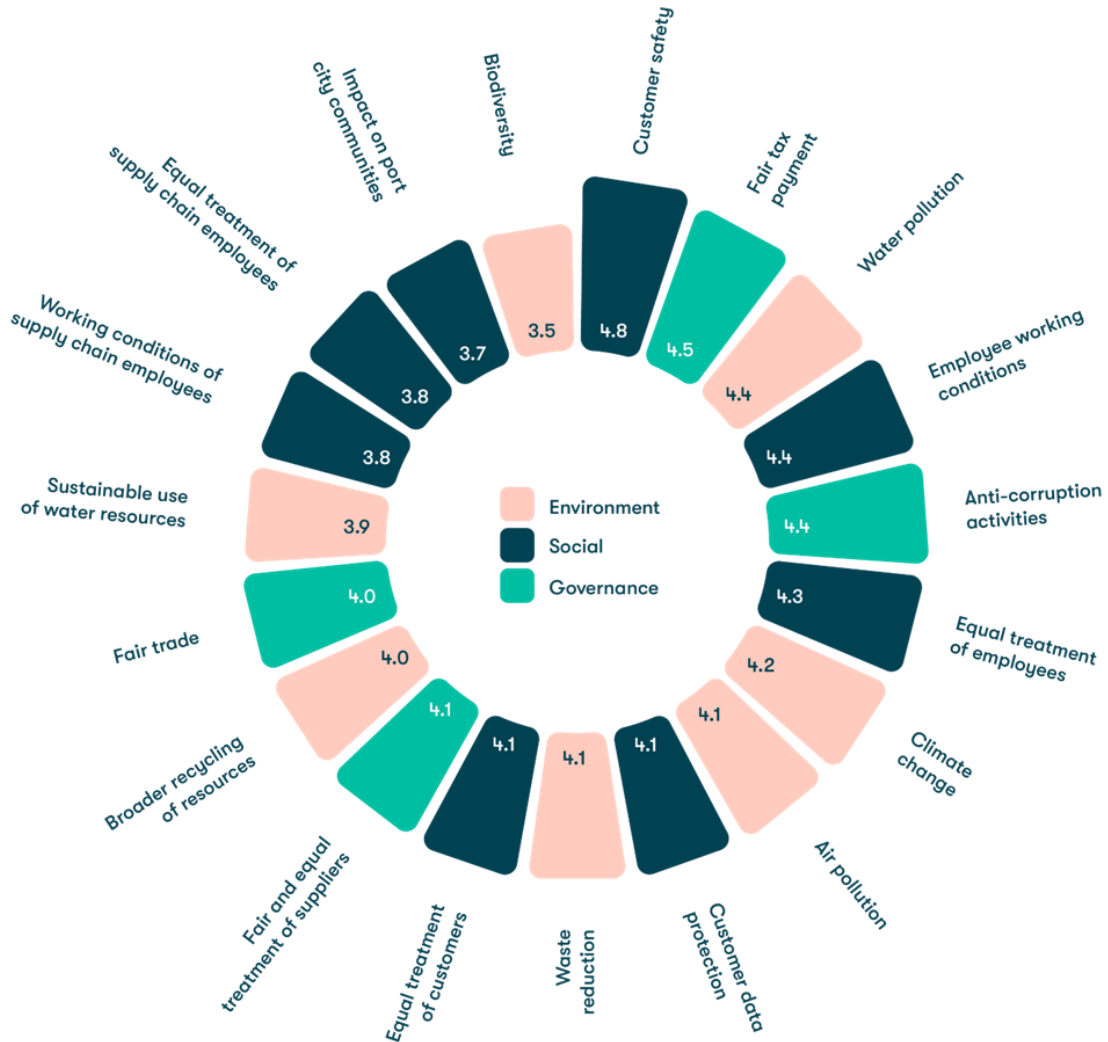 Customer safety
4.8
Fair tax
payment
4.5
Water pollution
4.4
Employee working
conditions
4.4
Anti-corruption
activities
4.4
Equal treatment
of employees
4.3
Climate
change
4.2
Air pollution
4.1
Customer data
protection
4.1
Waste
reduction
4.1
Equal treatment
of customers
4.1
Fair and equal
treatment of suppliers
4.1
Broader recycling
of resources
4.0
Fair trade
4.0
Sustainable use
of water resources
3.9
Working conditions of
supply chain employees
3.8
Equal treatment of
supply chain employees
3.8
Impact on port
city communities
3.7
Biodiversity
3.5
Environment
Social
Governance